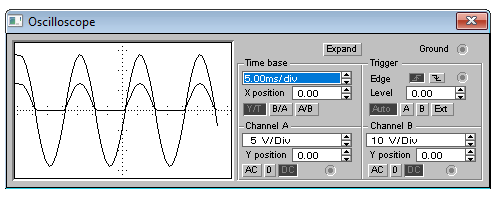 Oscilloscope
Expand Ground
Time base
5.00ms/div
X position 0.00
Y/T B/A A/B
Trigger
Edge
Level 0.00
Auto A B Ext
Channel A
5 V/Div
Y position 0.00
AC 0 DC
Channel B
10 V/Div
Y position 0.00
AC 0 DC